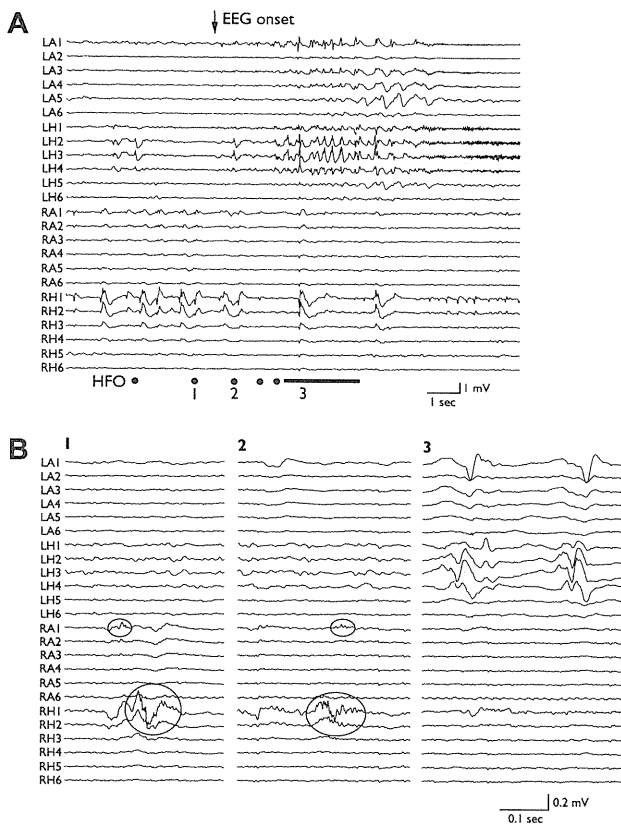 A
EEG onset
LA1
LA2
LA3
LA4
LA5
LA6
LH1
LH2
LH3
LH4
LH5
LH6
RA1
RA2
RA3
RA4
RA5
RA6
RH1
RH2
RH3
RH4
RH5
RH6
HFO
1 2 3
1 mV
1 sec
B
1 2 3
LA1
LA2
LA3
LA4
LA5
LA6
LH1
LH2
LH3
LH4
LH5
LH6
RA1
RA2
RA3
RA4
RA5
RA6
RH1
RH2
RH3
RH4
RH5
RH6
0.2 mV
0.1 sec